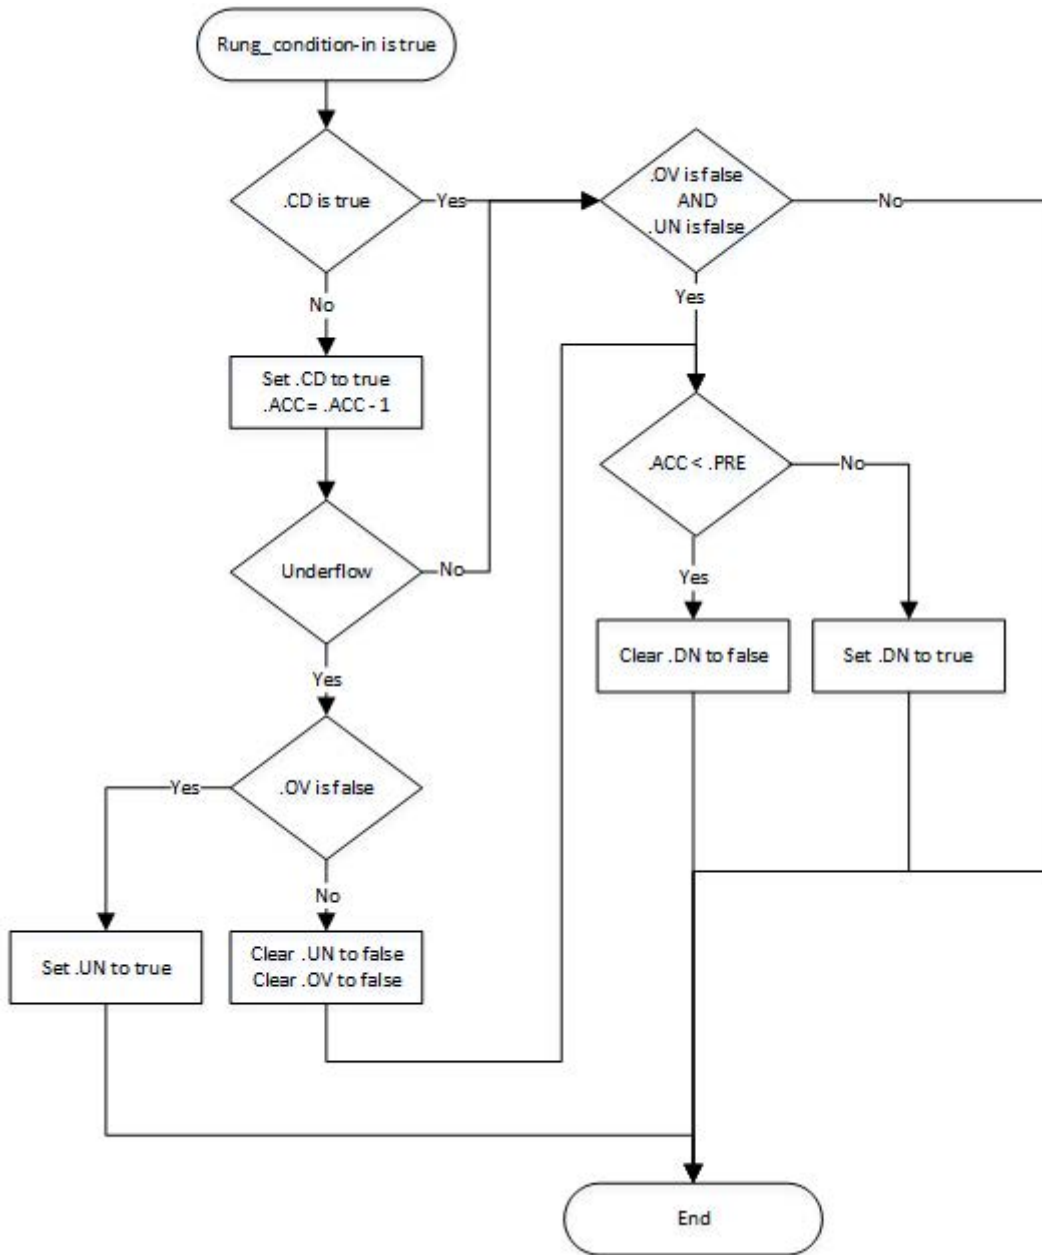 Rung_condition-in is true
.CD is true
Yes
.OV is false
AND
.UN is false
No
No
Yes
Set .CD to true
.ACC= .ACC - 1
.ACC < .PRE
No
Underflow
No
Yes
Clear .DN to false
Set .DN to true
Yes
.OV is false
Yes
No
Set .UN to true
Clear .UN to false
Clear .OV to false
End